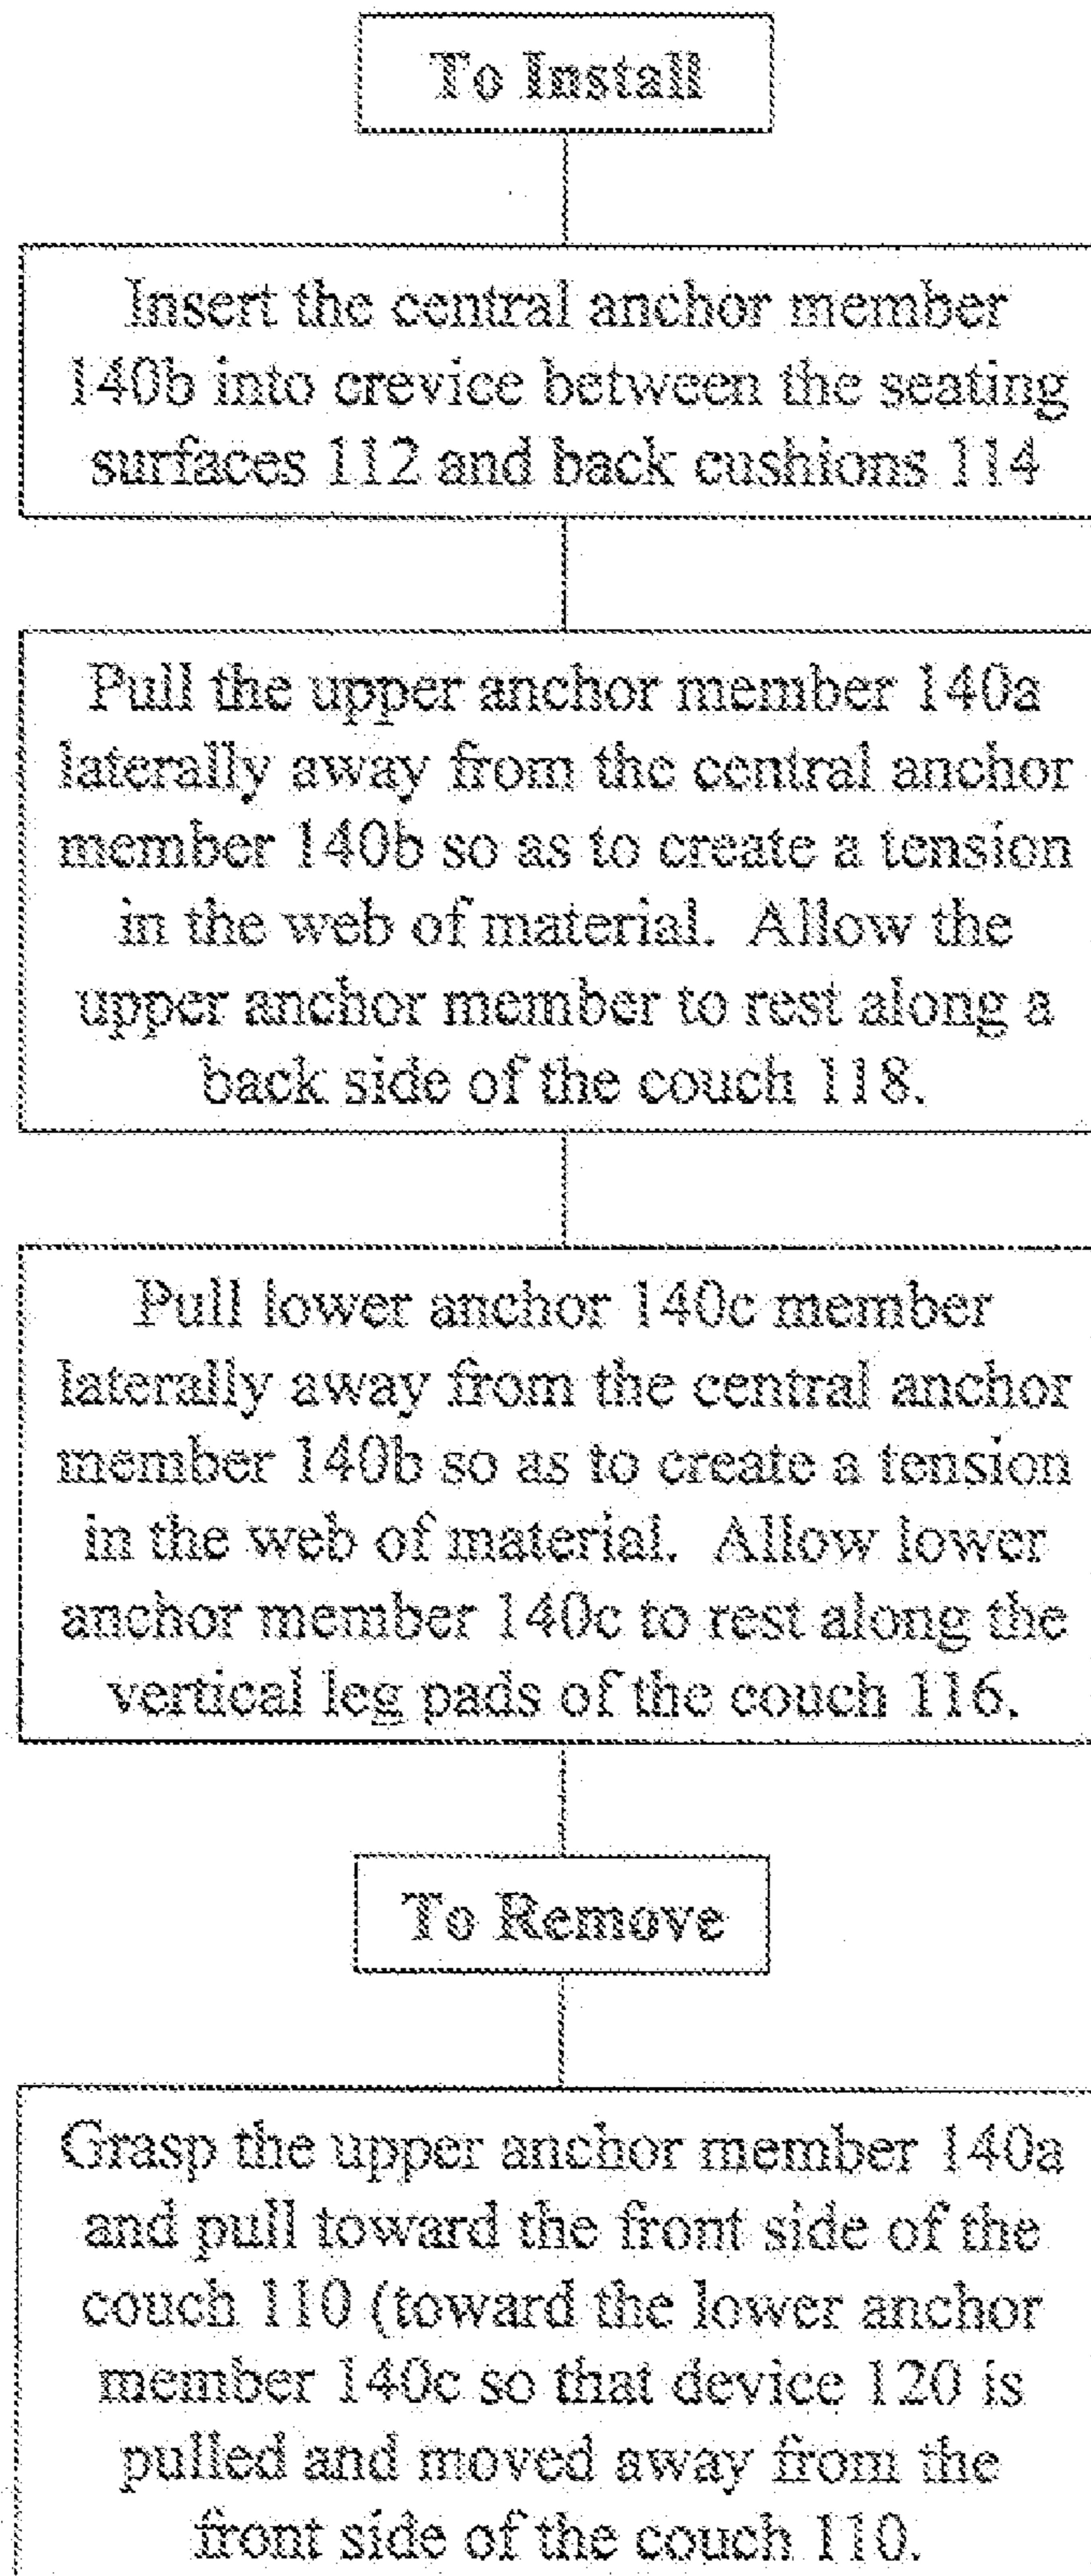 To Install
Insert the central anchor member
140b into crevice between the seating
surfaces 112 and back cushions 114
Pull the upper anchor member 140a
laterally away from the central anchor
member 140b so as to create a tension
in the web of material. Allow the
upper anchor member to rest along a
back side of the couch 118.
Pull lower anchor 140c member
laterally away from the central anchor
member 140b so as to create a tension
in the web of material. Allow lower
anchor member 140c to rest along the
vertical leg pads of the couch 116.
To Remove
Grasp the upper anchor member 140a
and pull toward the front side of the
couch 110 (toward the lower anchor
member 140c so that device 120 is
pulled and moved away from the
front side of the couch 110.